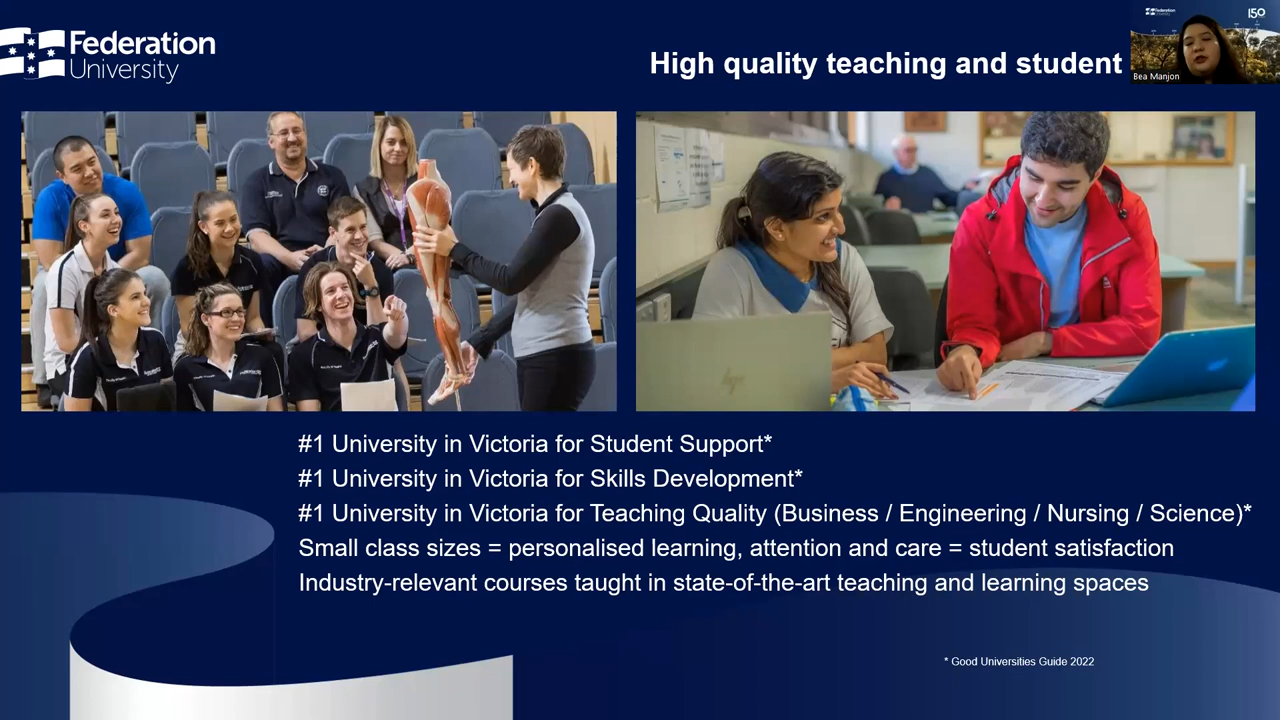 Federation
University
High quality teaching and student
Federation
University
150
Bea Manjon
#1 University in Victoria for Student Support*
#1 University in Victoria for Skills Development*
#1 University in Victoria for Teaching Quality (Business / Engineering / Nursing / Science)*
Small class sizes = personalised learning, attention and care = student satisfaction
Industry-relevant courses taught in state-of-the-art teaching and learning spaces
* Good Universities Guide 2022